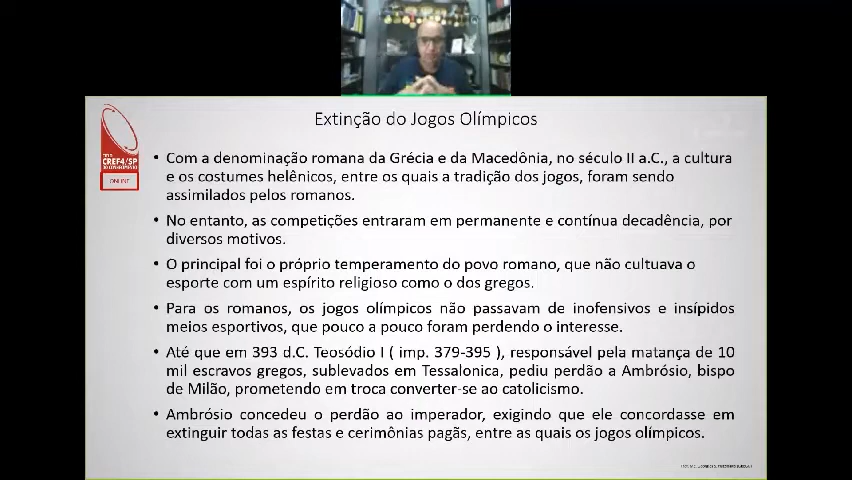 Extinção do Jogos Olímpicos
CREF4/SP
DO CONHECIMENTO
ONLINE
• Com a denominação romana da Grécia e da Macedônia, no século II a.C., a cultura
e os costumes helênicos, entre os quais a tradição dos jogos, foram sendo
assimilados pelos romanos.
• No entanto, as competições entraram em permanente e contínua decadência, por
diversos motivos.
• O principal foi o próprio temperamento do povo romano, que não cultuava o
esporte com um espírito religioso como o dos gregos.
• Para os romanos, os jogos olímpicos não passavam de inofensivos e insípidos
meios esportivos, que pouco a pouco foram perdendo o interesse.
• Até que em 393 d.C. Teosódio I ( imp. 379-395 ), responsável pela matança de 10
mil escravos gregos, sublevados em Tessalonica, pediu perdão a Ambrósio, bispo
de Milão, prometendo em troca converter-se ao catolicismo.
• Ambrósio concedeu o perdão ao imperador, exigindo que ele concordasse em
extinguir todas as festas e cerimônias pagãs, entre as quais os jogos olímpicos.